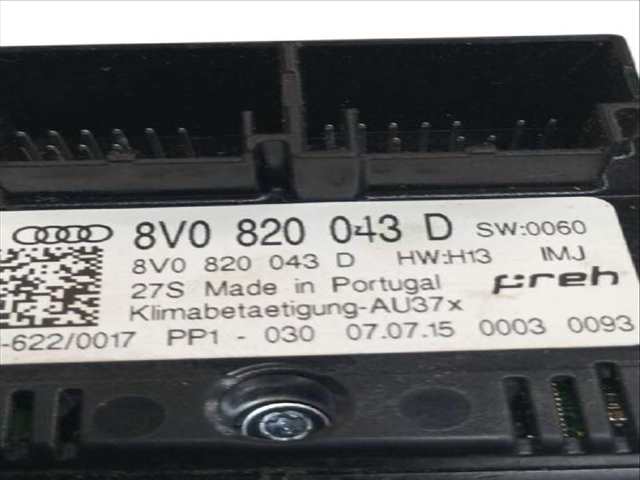 8V0 820 043 D SW:0060
8V0 820 043 D HW:H13 IMJ
27S Made in Portugal preh
Klimabetaetigung-AU37x
-622/0017 PP1 - 030 07.07.15 0003 0093